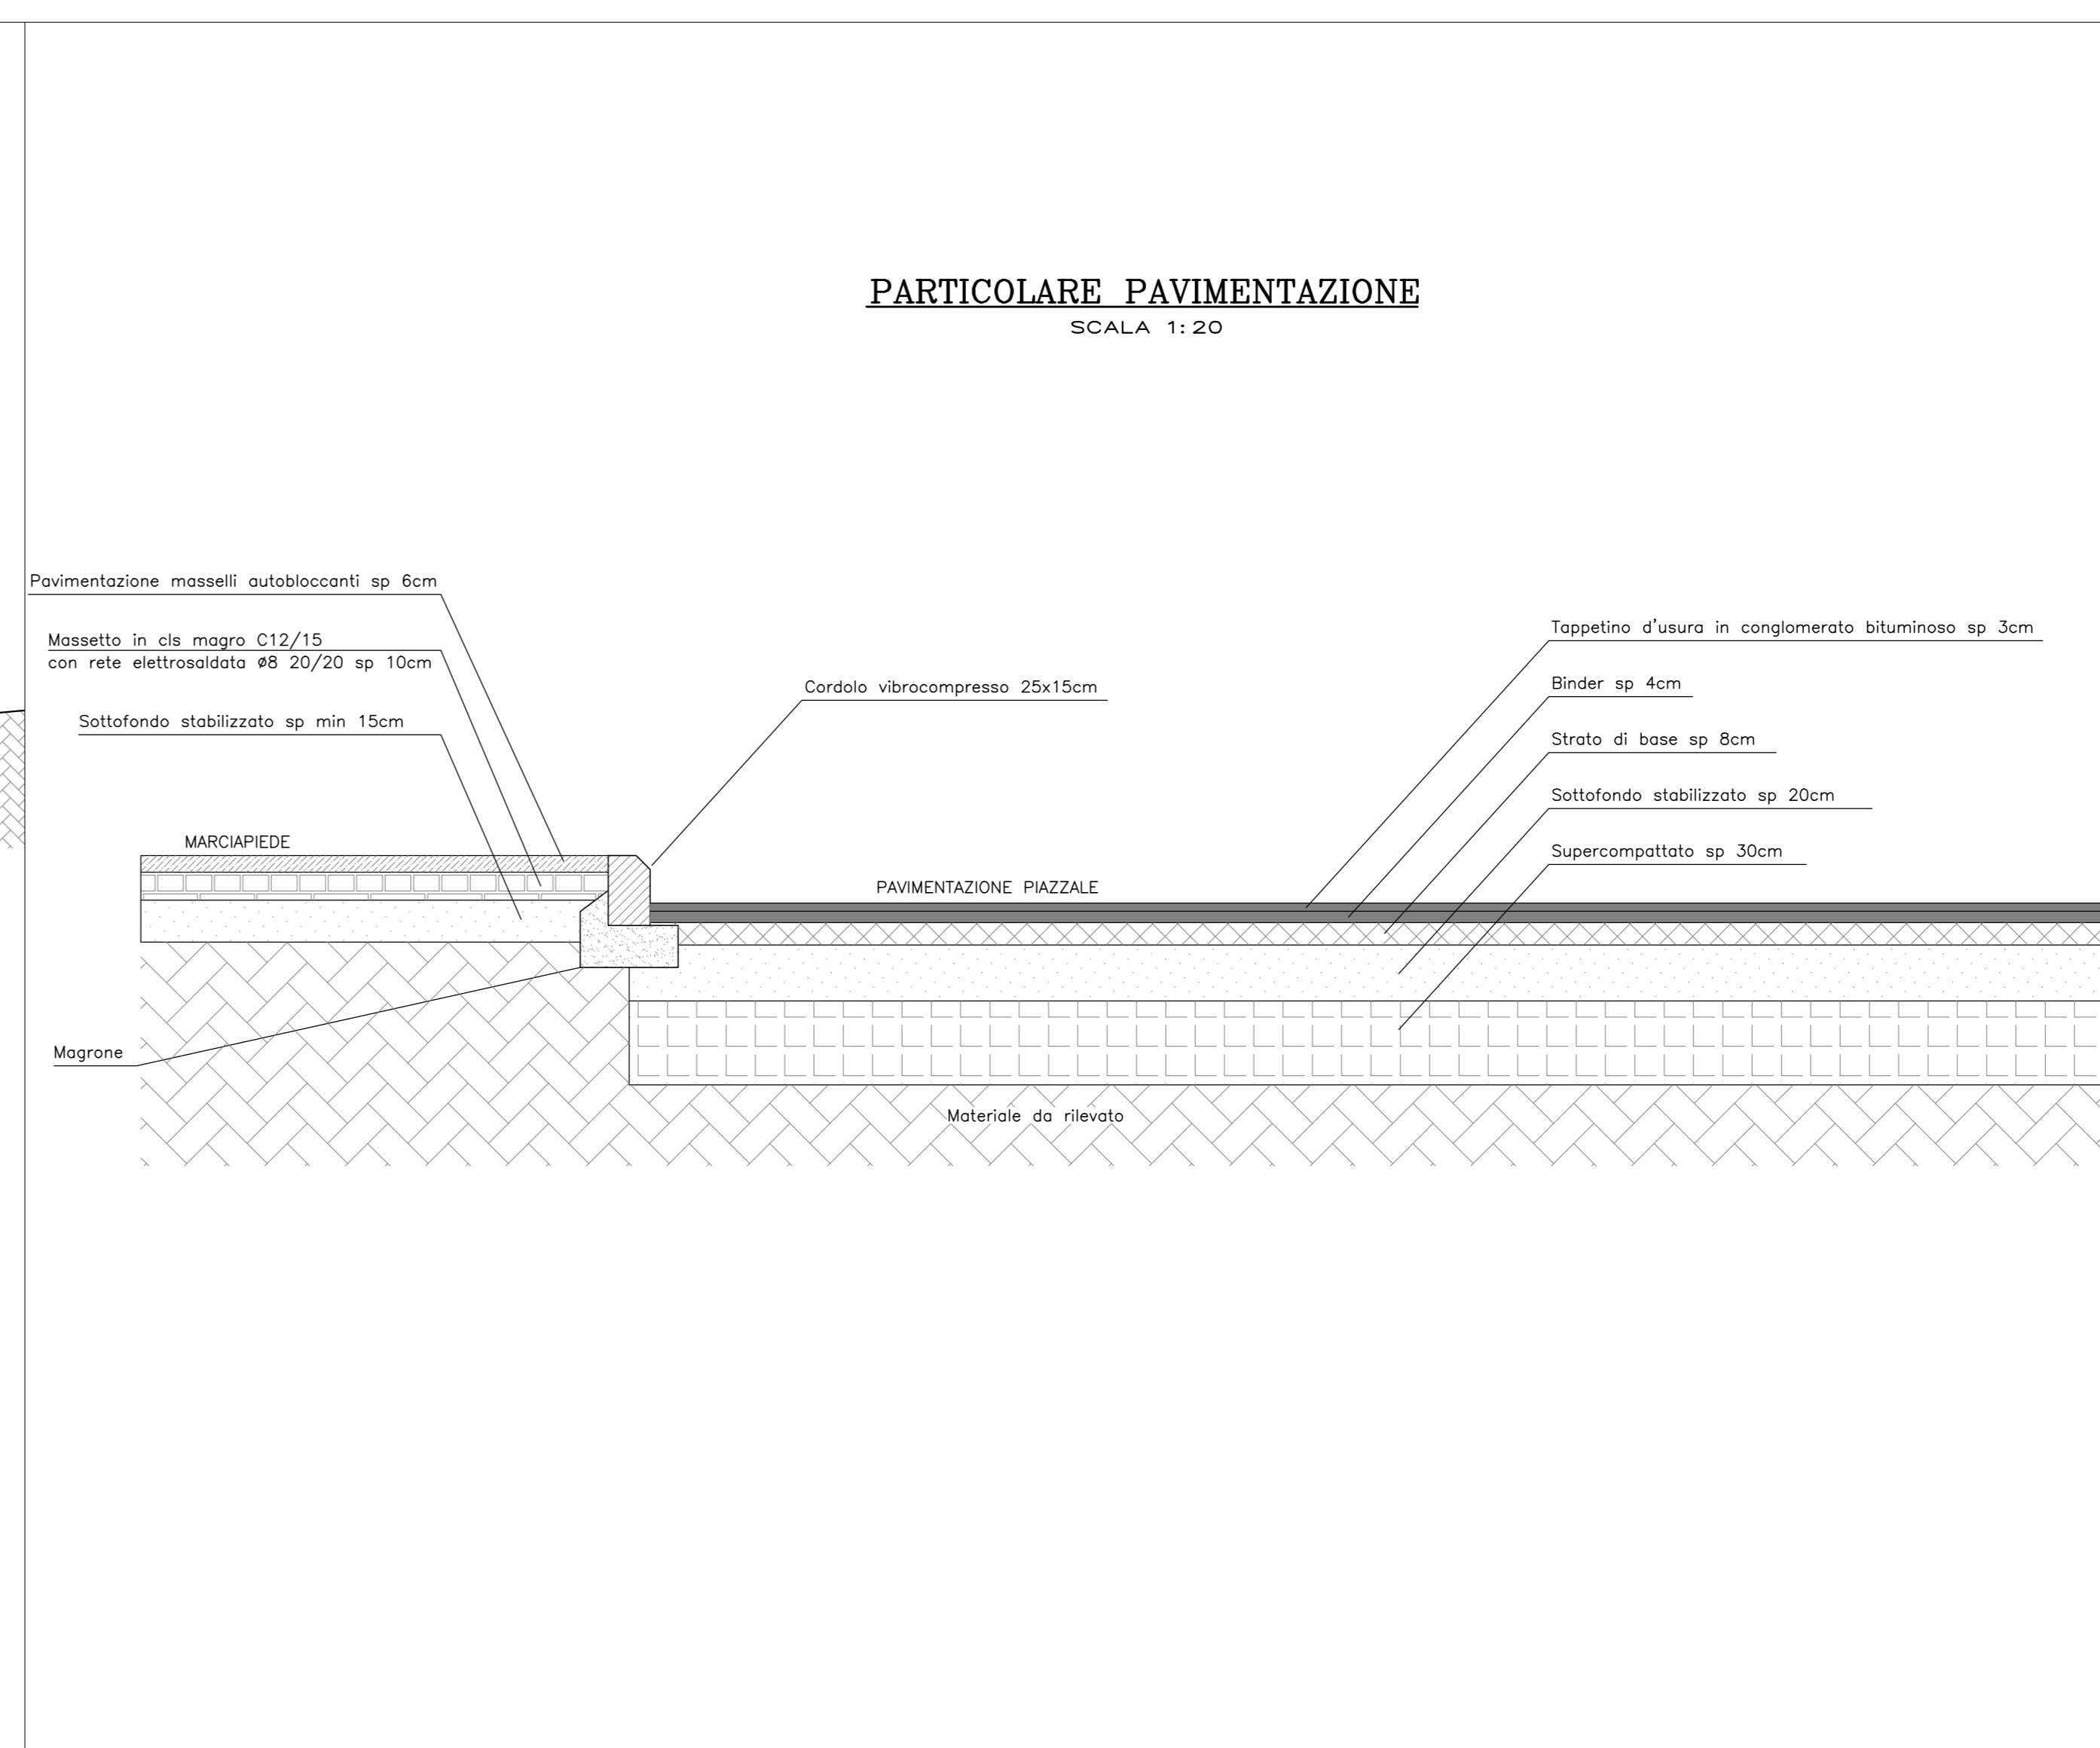 PARTICOLARE PAVIMENTAZIONE
SCALA 1:20
Pavimentazione masselli autobloccanti sp 6cm
Massetto in cls magro C12/15
con rete elettrosaldata ø8 20/20 sp 10cm
Sottofondo stabilizzato sp min 15cm
MARCIAPIEDE
Magrone
Cordolo vibrocompresso 25x15cm
PAVIMENTAZIONE PIAZZALE
Tappetino d'usura in conglomerato bituminoso sp 3cm
Binder sp 4cm
Strato di base sp 8cm
Sottofondo stabilizzato sp 20cm
Supercompattato sp 30cm
Materiale da rilevato